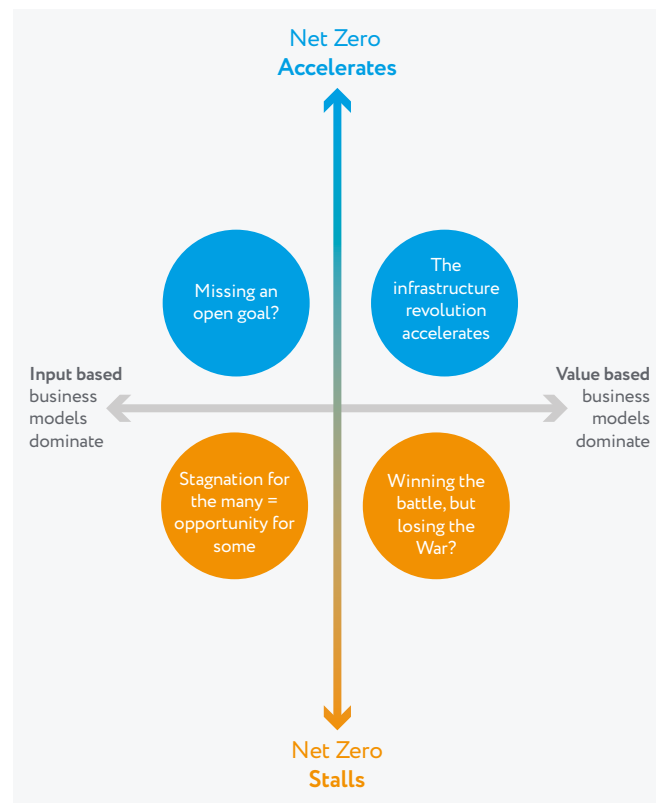 Net Zero
Accelerates
Missing an
open goal?
The
infrastructure
revolution
accelerates
Input based
business
models
dominate
Value based
business
models
dominate
Stagnation for
the many =
opportunity for
some
Winning the
battle, but
losing the
War?
Net Zero
Stalls